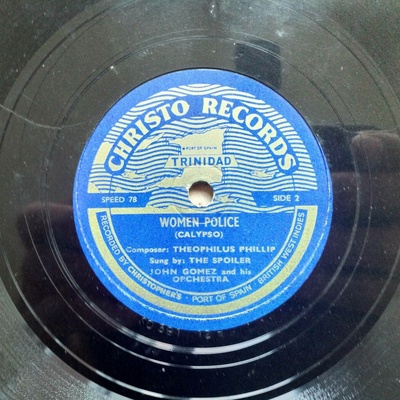 CHRISTO RECORDS
PORT OF SPAIN
TRINIDAD
SPEED 78
SIDE 2
WOMEN POLICE
(CALYPSO)
Composer: THEOPHILUS PHILLIP
Sung by: THE SPOILER
JOHN GOMEZ and his
ORCHESTRA
RECORDED BY CHRISTOPHER'S · PORT OF SPAIN · BRITISH WEST INDIES